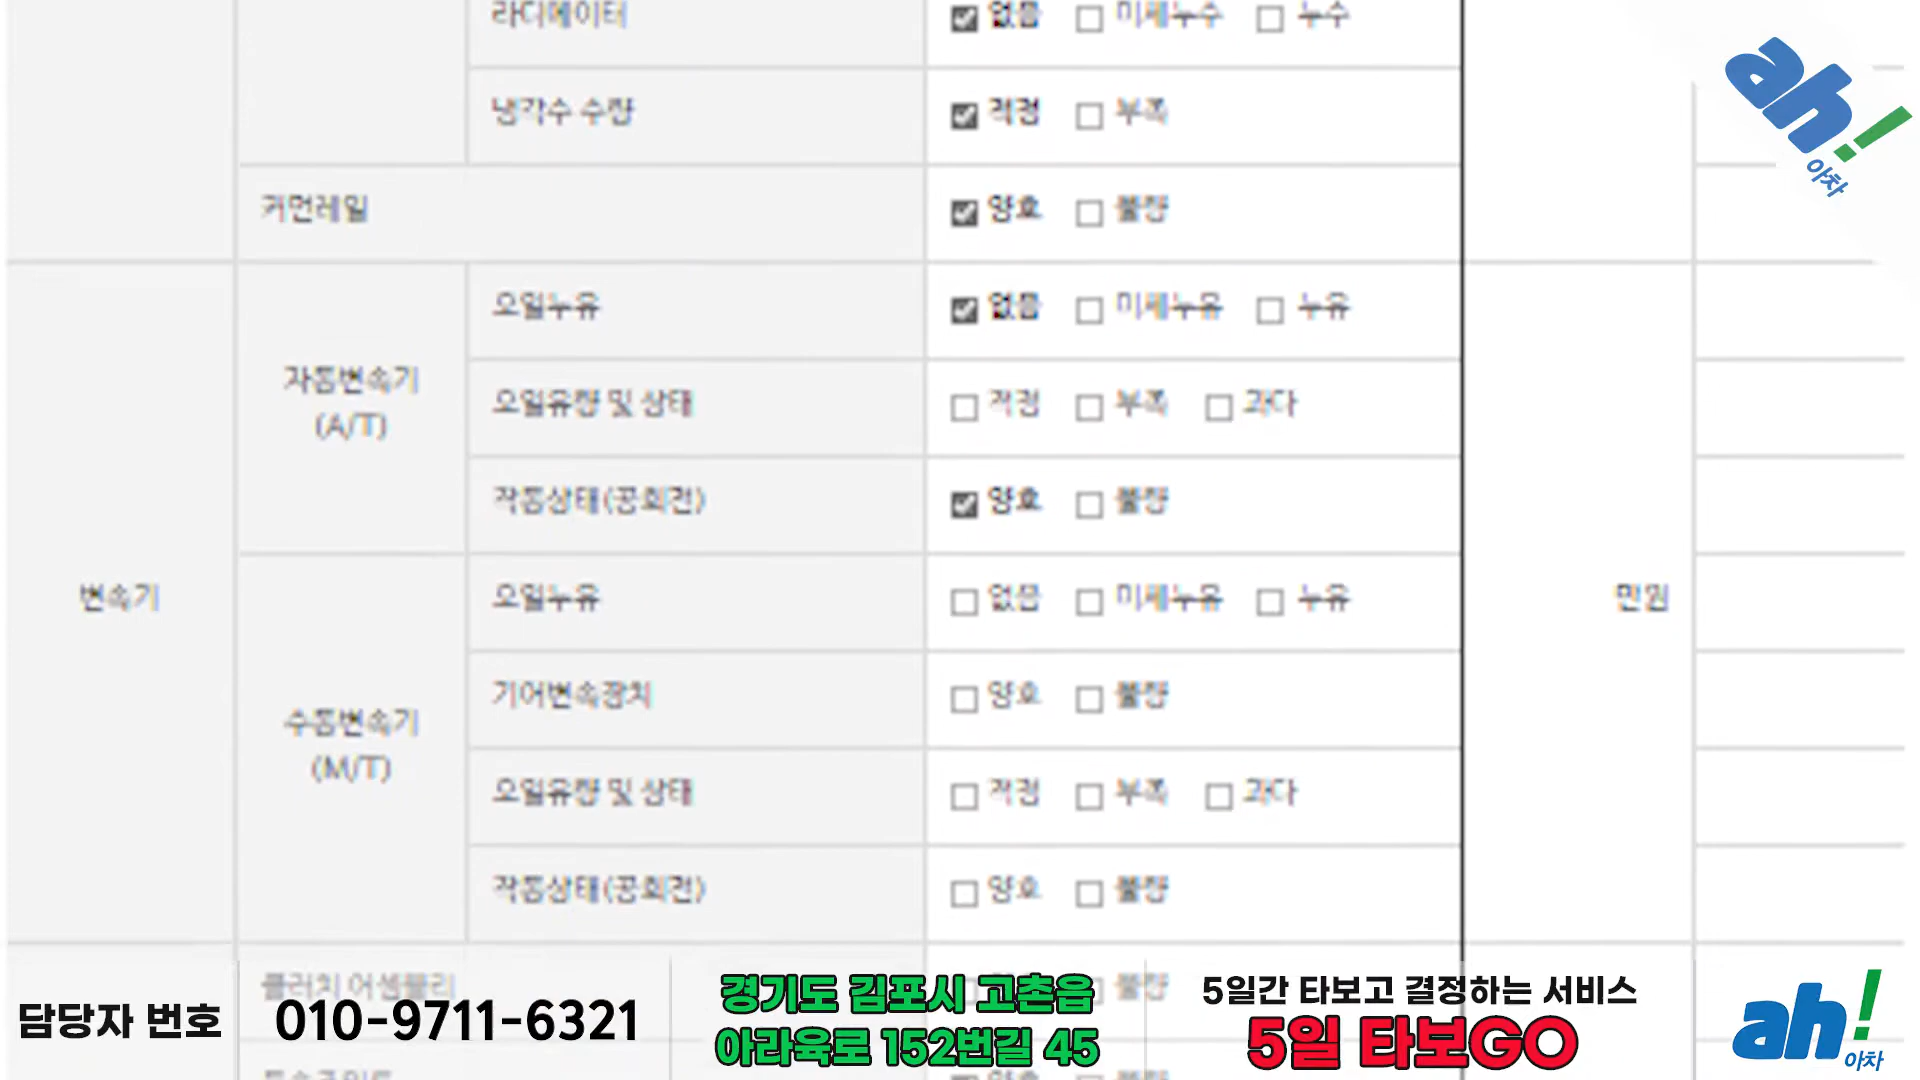 라디에이터 없음 미세누수 누수
냉각수 수량 적정 부족
커먼레일 양호 불량
변속기
자동변속기
(A/T)
오일누유 없음 미세누유 누유
오일유량 및 상태 적정 부족 과다
작동상태(공회전) 양호 불량
수동변속기
(M/T)
오일누유 없음 미세누유 누유
기어변속장치 양호 불량
오일유량 및 상태 적정 부족 과다
작동상태(공회전) 양호 불량
만원
클러치 어셈블리 불량
담당자 번호
010-9711-6321
경기도 김포시 고촌읍
아라육로 152번길 45
5일간 타보고 결정하는 서비스
5일 타보GO
ah!
아차
ah!
아차